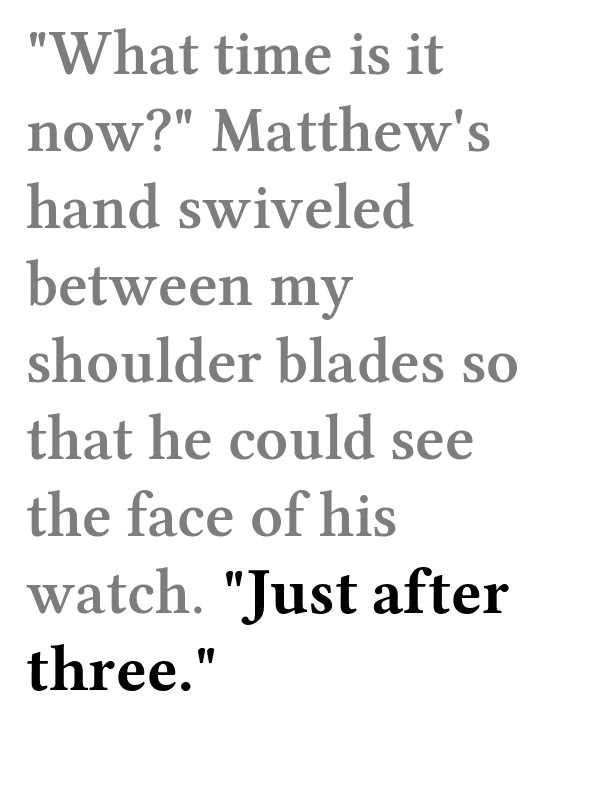 "What time is it
now?" Matthew's
hand swiveled
between my
shoulder blades so
that he could see
the face of his
watch. "Just after
three."